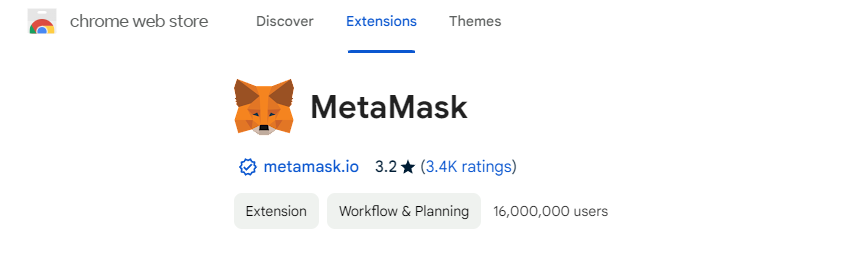 chrome web store Discover Extensions Themes
MetaMask
metamask.io 3.2 ★ (3.4K ratings)
Extension Workflow & Planning 16,000,000 users